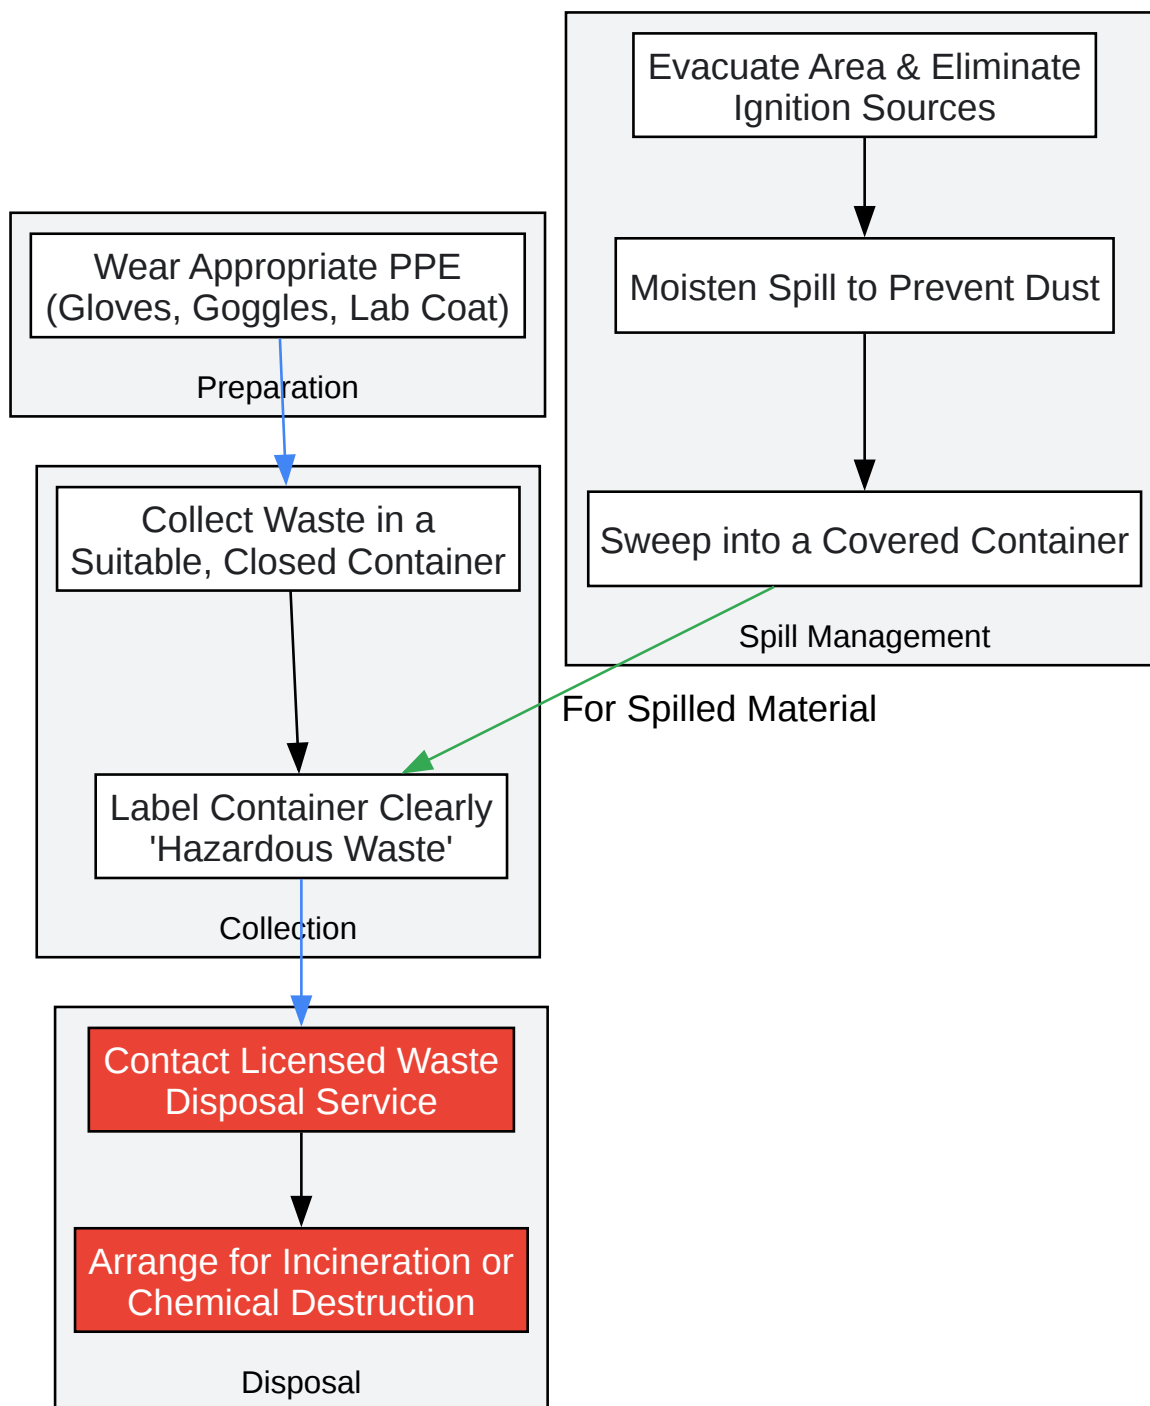 Evacuate Area & Eliminate
Ignition Sources
Moisten Spill to Prevent Dust
Sweep into a Covered Container
Spill Management
For Spilled Material
Wear Appropriate PPE
(Gloves, Goggles, Lab Coat)
Preparation
Collect Waste in a
Suitable, Closed Container
Label Container Clearly
'Hazardous Waste'
Collection
Contact Licensed Waste
Disposal Service
Arrange for Incineration or
Chemical Destruction
Disposal